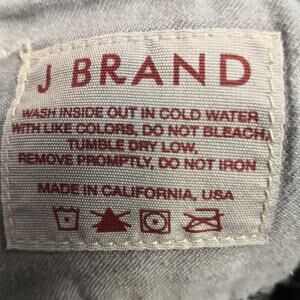 J BRAND
WASH INSIDE OUT IN COLD WATER
WITH LIKE COLORS, DO NOT BLEACH,
TUMBLE DRY LOW,
REMOVE PROMPTLY, DO NOT IRON
MADE IN CALIFORNIA, USA